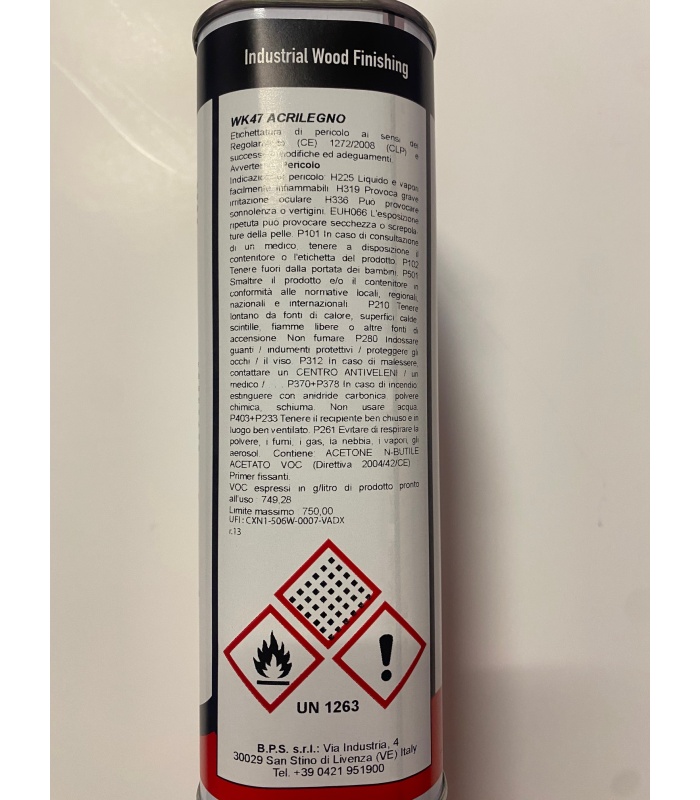 Industrial Wood Finishing
WK47 ACRILEGNO
Etichettatura di pericolo ai sensi del
Regolamento (CE) 1272/2008 (CLP) e
successive modifiche ed adeguamenti.
Avvertenza: Pericolo
Indicazioni di pericolo: H225 Liquido e vapori
facilmente infiammabili. H319 Provoca grave
irritazione oculare. H336 Può provocare
sonnolenza o vertigini. EUH066 L'esposizione
ripetuta può provocare secchezza o screpola-
ture della pelle. P101 In caso di consultazione
di un medico, tenere a disposizione il
contenitore o l'etichetta del prodotto. P102
Tenere fuori dalla portata dei bambini. P501
Smaltire il prodotto e/o il contenitore in
conformità alle normative locali, regionali,
nazionali e internazionali. P210 Tenere
lontano da fonti di calore, superfici calde,
scintille, fiamme libere o altre fonti di
accensione. Non fumare. P280 Indossare
guanti / indumenti protettivi / proteggere gli
occhi / il viso. P312 In caso di malessere,
contattare un CENTRO ANTIVELENI / un
medico / . . . P370+P378 In caso di incendio:
estinguere con anidride carbonica, polvere
chimica, schiuma. Non usare acqua.
P403+P233 Tenere il recipiente ben chiuso e in
luogo ben ventilato. P261 Evitare di respirare la
polvere, i fumi, i gas, la nebbia, i vapori, gli
aerosol. Contiene: ACETONE N-BUTILE
ACETATO VOC (Direttiva 2004/42/CE) :
Primer fissanti.
VOC espressi in g/litro di prodotto pronto
all'uso : 749,28
Limite massimo : 750,00
UFI: CXN1-506W-0007-VADX
r.13
UN 1263
B.P.S. s.r.l.: Via Industria, 4
30029 San Stino di Livenza (VE) Italy
Tel. +39 0421 951900